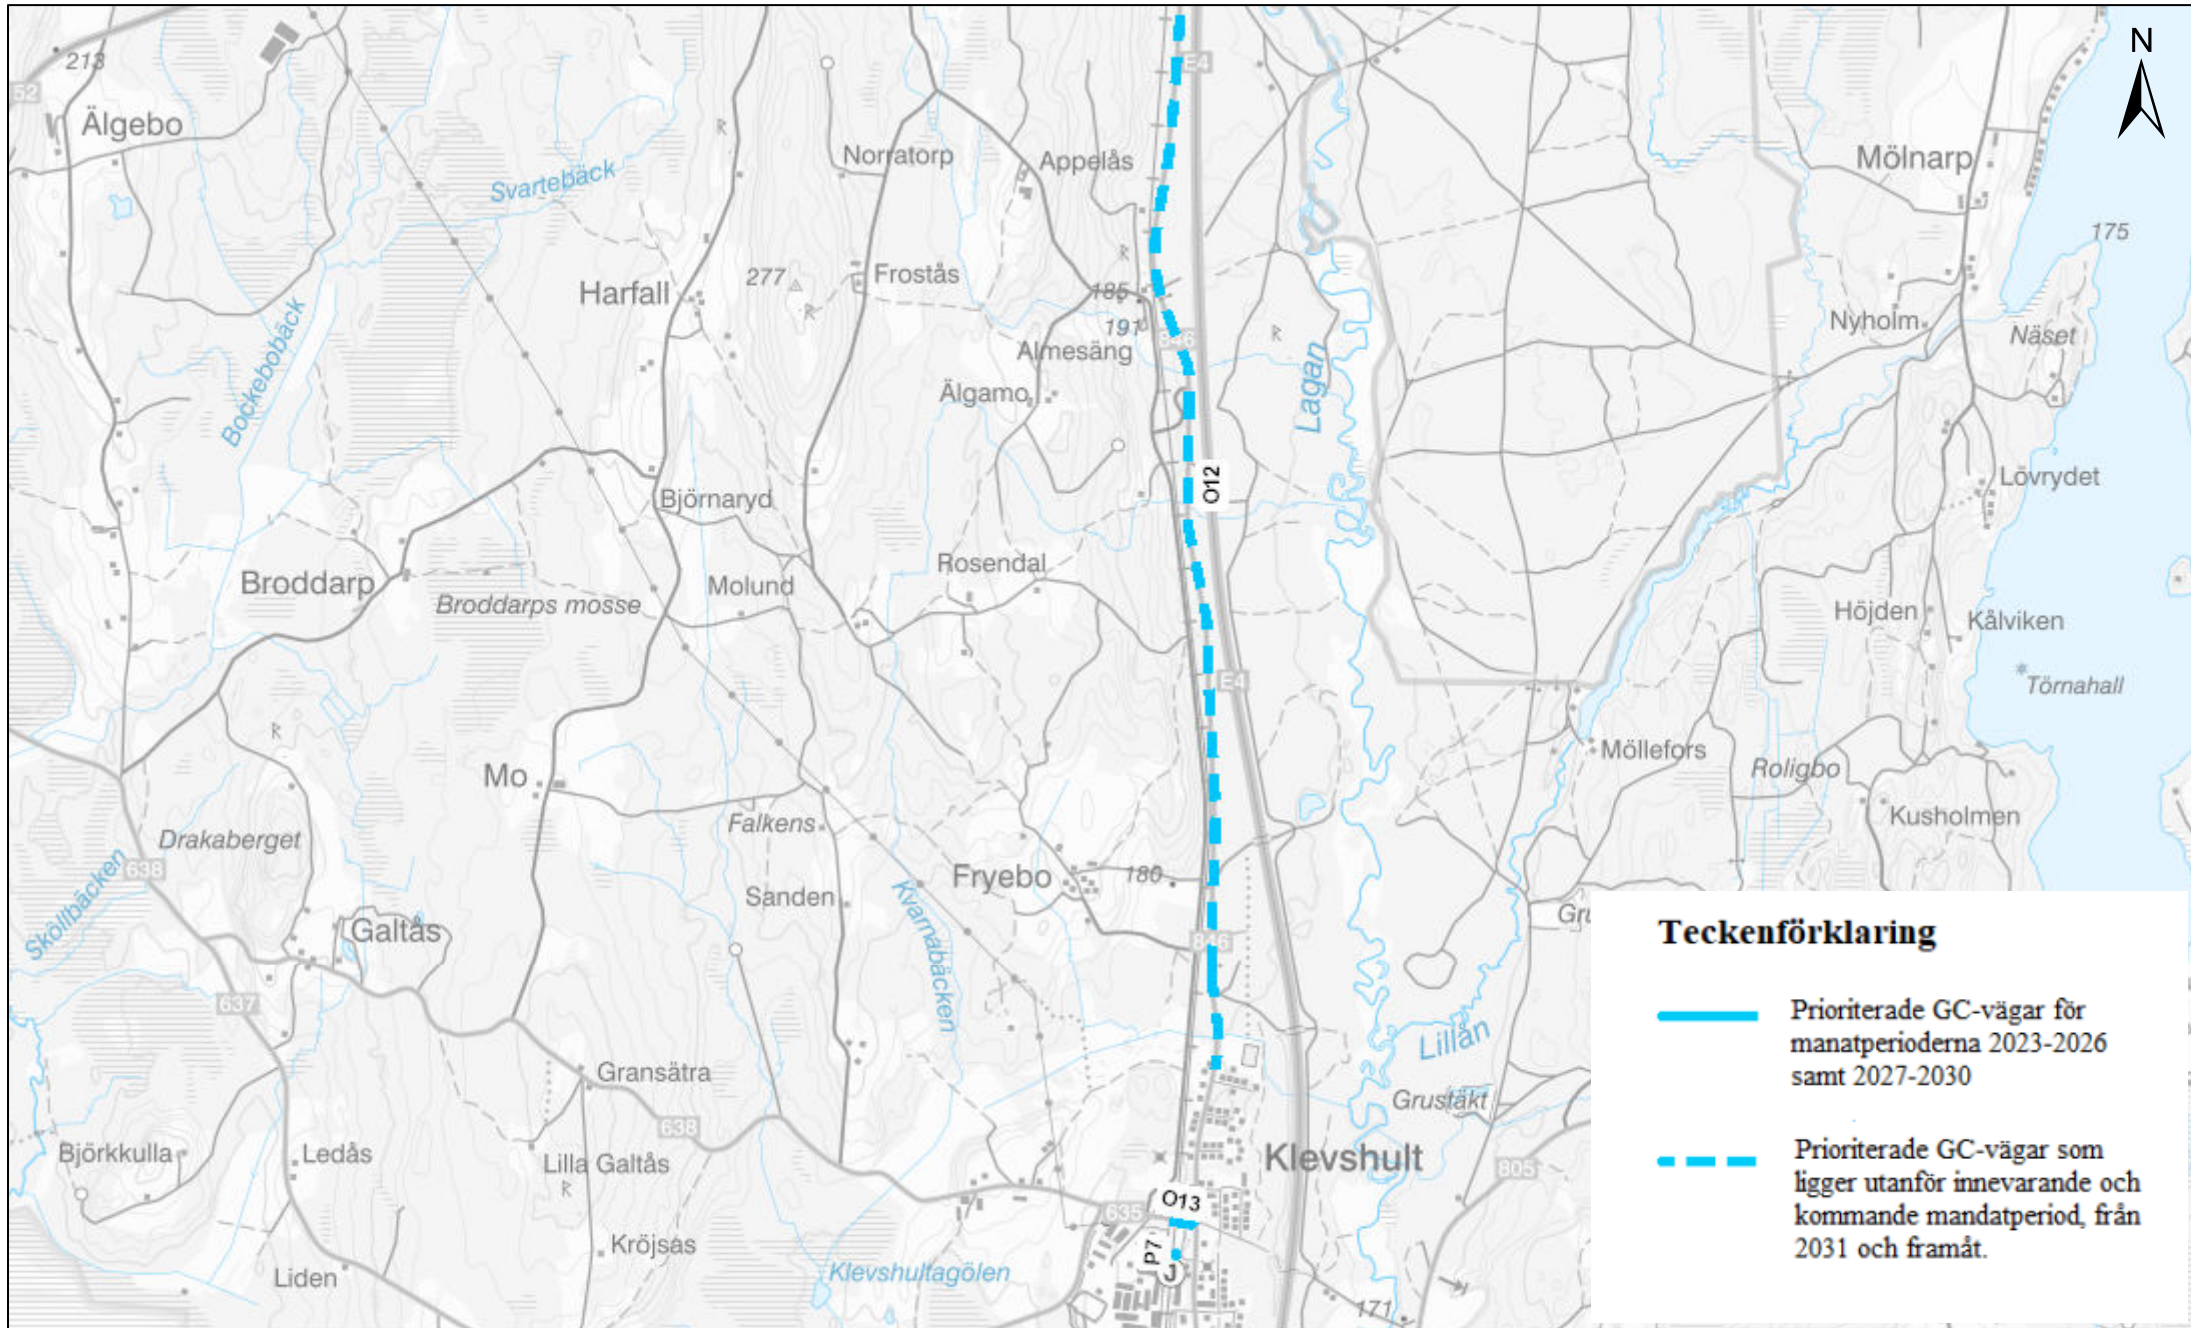 N
213
52
Älgebo
Svartebäck
Norratorp
Appelås
E4
Mölnarp
175
Harfall
277
Frostås
185
191
846
Almesäng
Nyholm
Näset
Bockebobäck
Lagan
Älgamo
O12
Lövrydet
Björnaryd
Broddarp
Broddarps mosse
Molund
Rosendal
Höjden
Kålviken
E4
Törnahall
Mo
Möllefors
Roligbo
Falkens
Kusholmen
Drakaberget
638
Sköllbäcken
Sanden
Fryebo
180
Kvarnabäcken
Galtås
846
637
Gransätra
638
Lillån
Grustäkt
Björkkulla
Ledås
Lilla Galtås
Klevshult
805
O13
635
Kröjsas
P7
J
Liden
Klevshultagölen
171
Teckenförklaring
Prioriterade GC-vägar för
manatperioderna 2023-2026
samt 2027-2030
Prioriterade GC-vägar som
ligger utanför innevarande och
kommande mandatperiod, från
2031 och framåt.